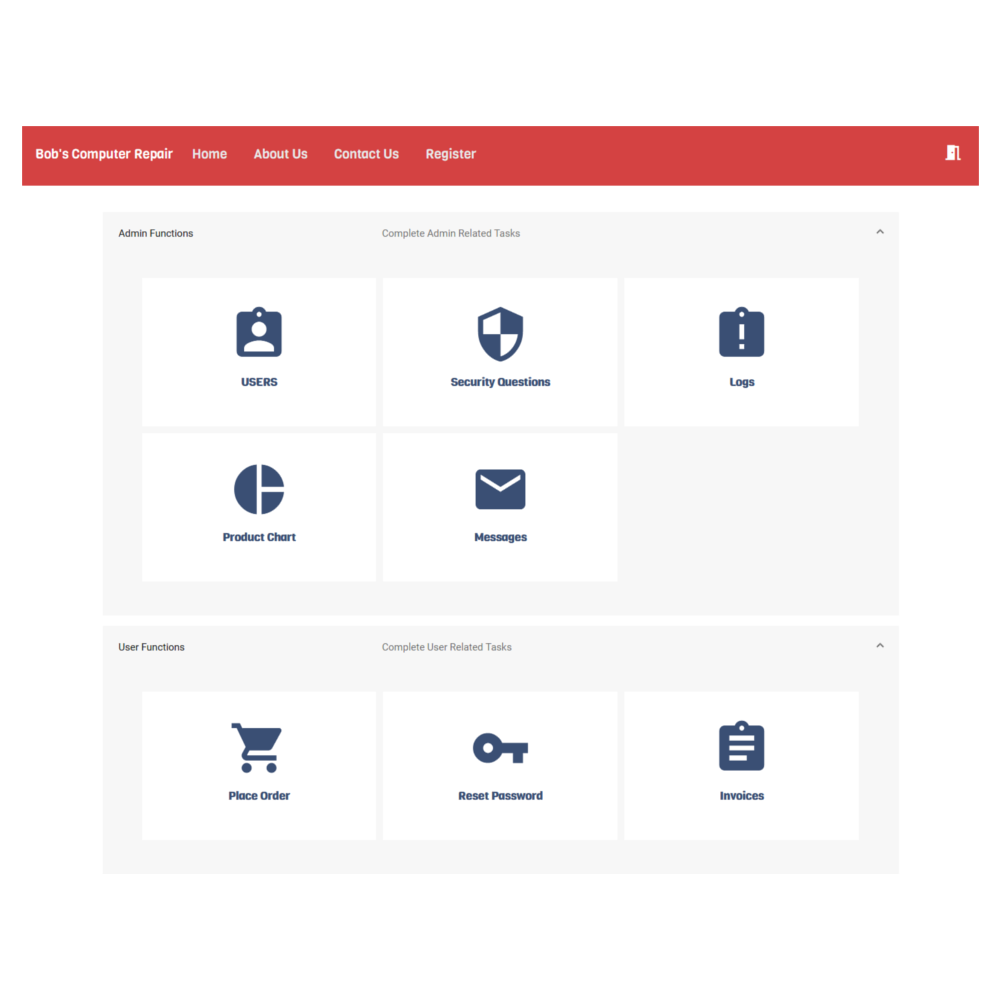 Bob's Computer Repair Home About Us Contact Us Register
Admin Functions Complete Admin Related Tasks
USERS Security Questions Logs
Product Chart Messages
User Functions Complete User Related Tasks
Place Order Reset Password Invoices